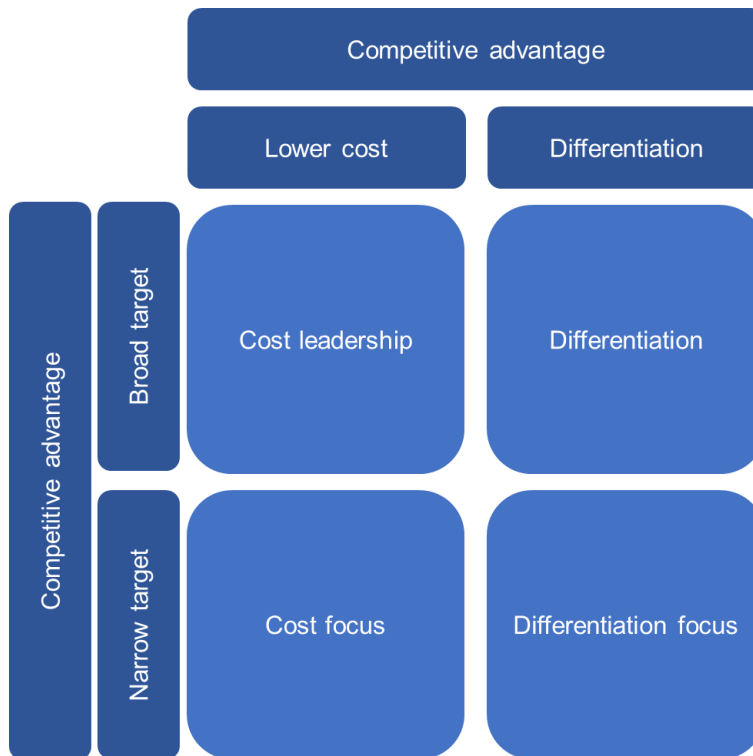 Competitive advantage
Lower cost
Differentiation
Competitive advantage
Broad target
Cost leadership
Differentiation
Narrow target
Cost focus
Differentiation focus